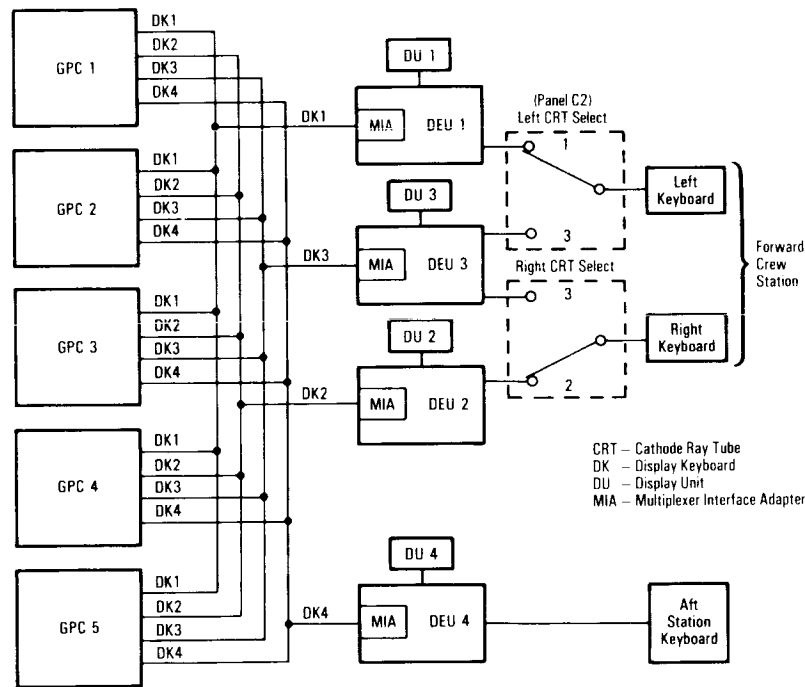 GPC 1
DK1
DK2
DK3
DK4
GPC 2
DK1
DK2
DK3
DK4
GPC 3
DK1
DK2
DK3
DK4
GPC 4
DK1
DK2
DK3
DK4
GPC 5
DK1
DK2
DK3
DK4
DU 1
DK1
MIA
DEU 1
DU 3
DK3
MIA
DEU 3
DU 2
DK2
MIA
DEU 2
DU 4
DK4
MIA
DEU 4
(Panel C2)
Left CRT Select
1
3
Right CRT Select
3
2
Left
Keyboard
Right
Keyboard
Forward
Crew
Station
CRT – Cathode Ray Tube
DK – Display Keyboard
DU – Display Unit
MIA – Multiplexer Interface Adapter
Aft
Station
Keyboard